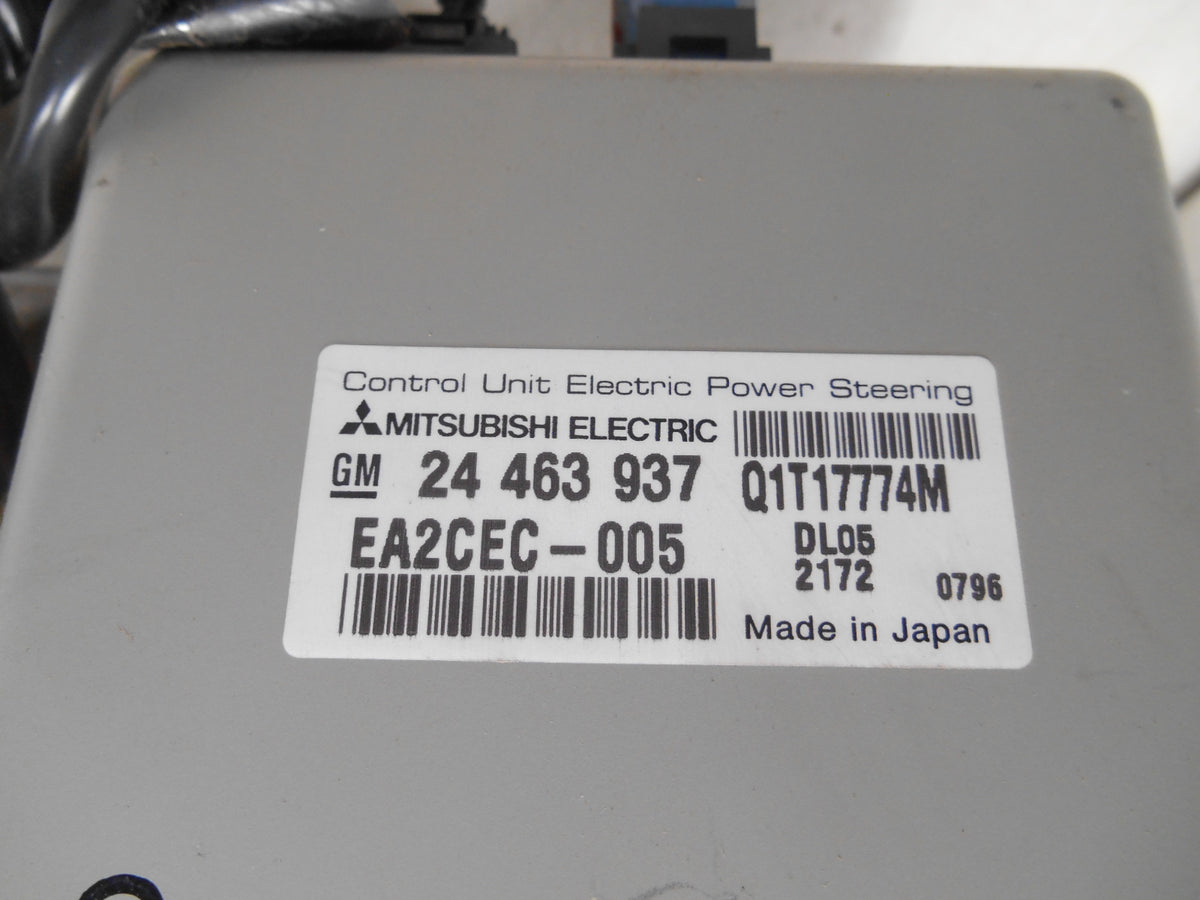 Control Unit Electric Power Steering
MITSUBISHI ELECTRIC
GM 24 463 937 Q1T17774M
EA2CEC-005 DL05
2172 0796
Made in Japan